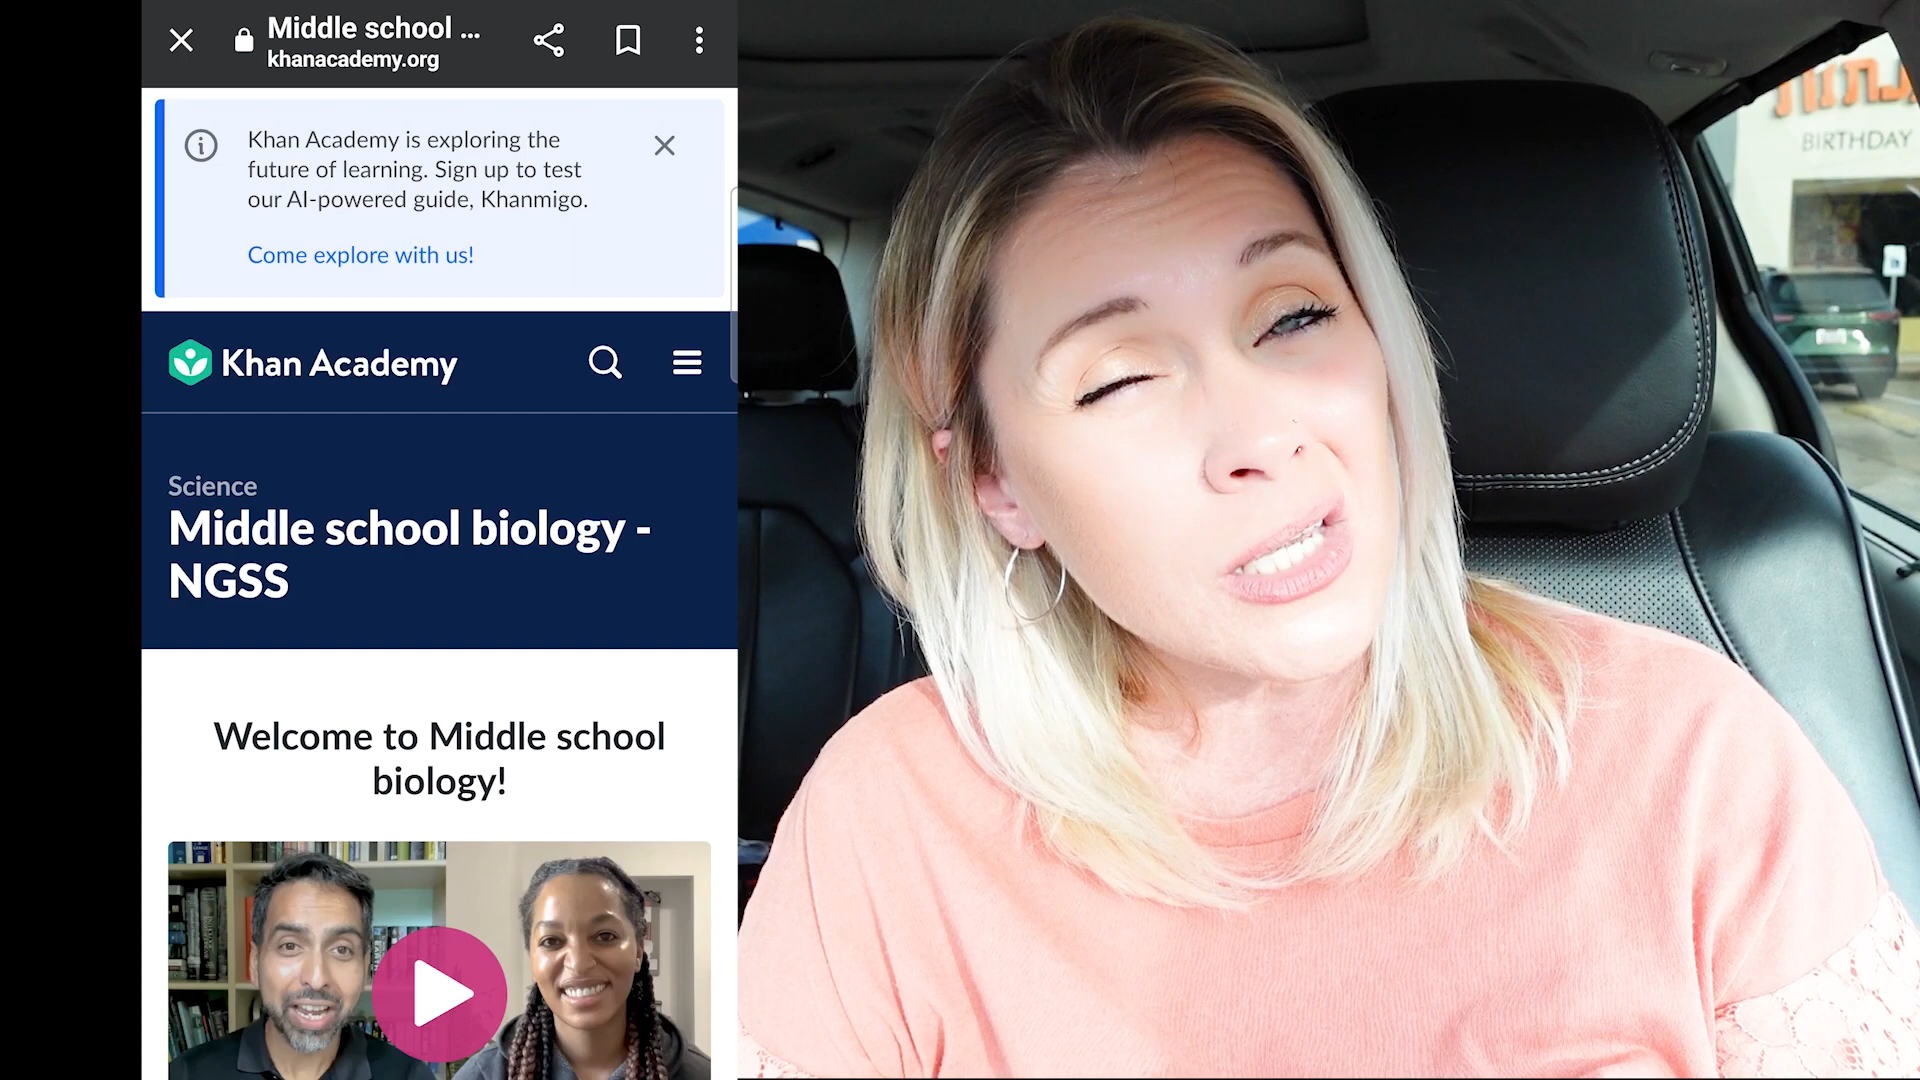 Middle school ...
khanacademy.org
Khan Academy is exploring the
future of learning. Sign up to test
our AI-powered guide, Khanmigo.
Come explore with us!
Khan Academy
Science
Middle school biology -
NGSS
Welcome to Middle school
biology!
BIRTHDAY